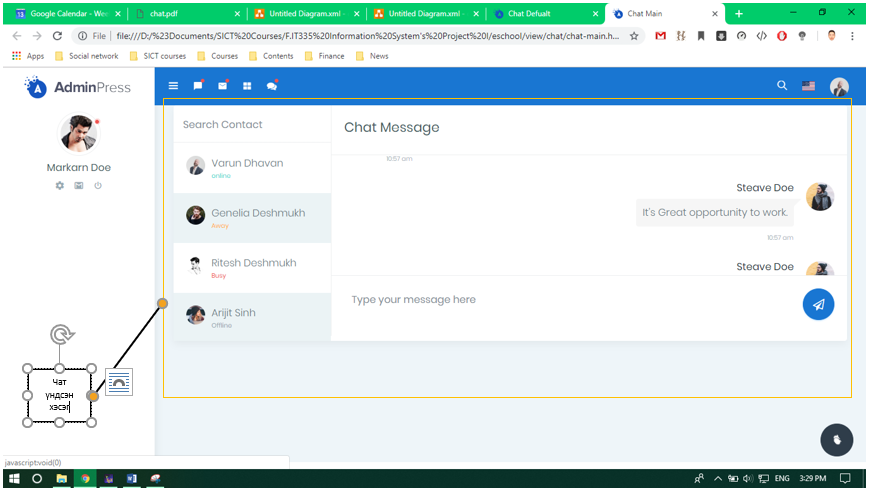 Google Calendar - Wee
chat.pdf
Untitled Diagram.xml -
Untitled Diagram.xml -
Chat Defualt
Chat Main
File | file:///D:/%23Documents/SICT%20Courses/F.IT335%20Information%20System's%20Project%20I/eschool/view/chat/chat-main.h...
Apps
Social network
SICT courses
Courses
Contents
Finance
News
AdminPress
Markarn Doe
Search Contact
Varun Dhavan
online
Genelia Deshmukh
Away
Ritesh Deshmukh
Busy
Arijit Sinh
Offline
Chat Message
10:57 am
Steave Doe
It's Great opportunity to work.
10:57 am
Steave Doe
Type your message here
Чат
үндсэн
хэсэг
javascript:void(0)
ENG
3:29 PM